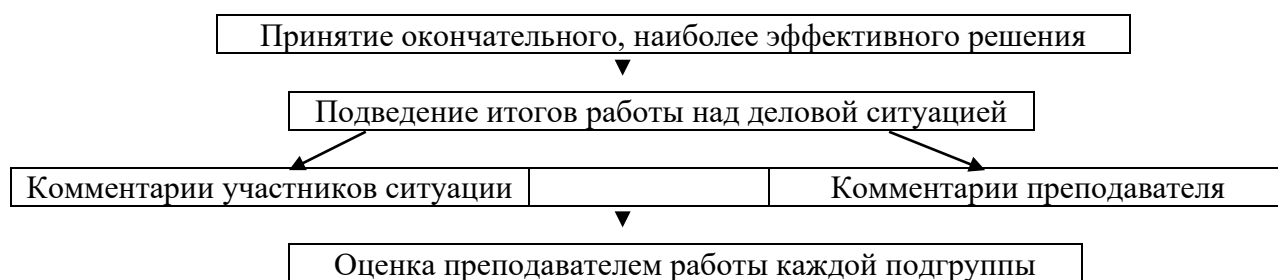 Принятие окончательного, наиболее эффективного решения
Подведение итогов работы над деловой ситуацией
Комментарии участников ситуации
Комментарии преподавателя
Оценка преподавателем работы каждой подгруппы